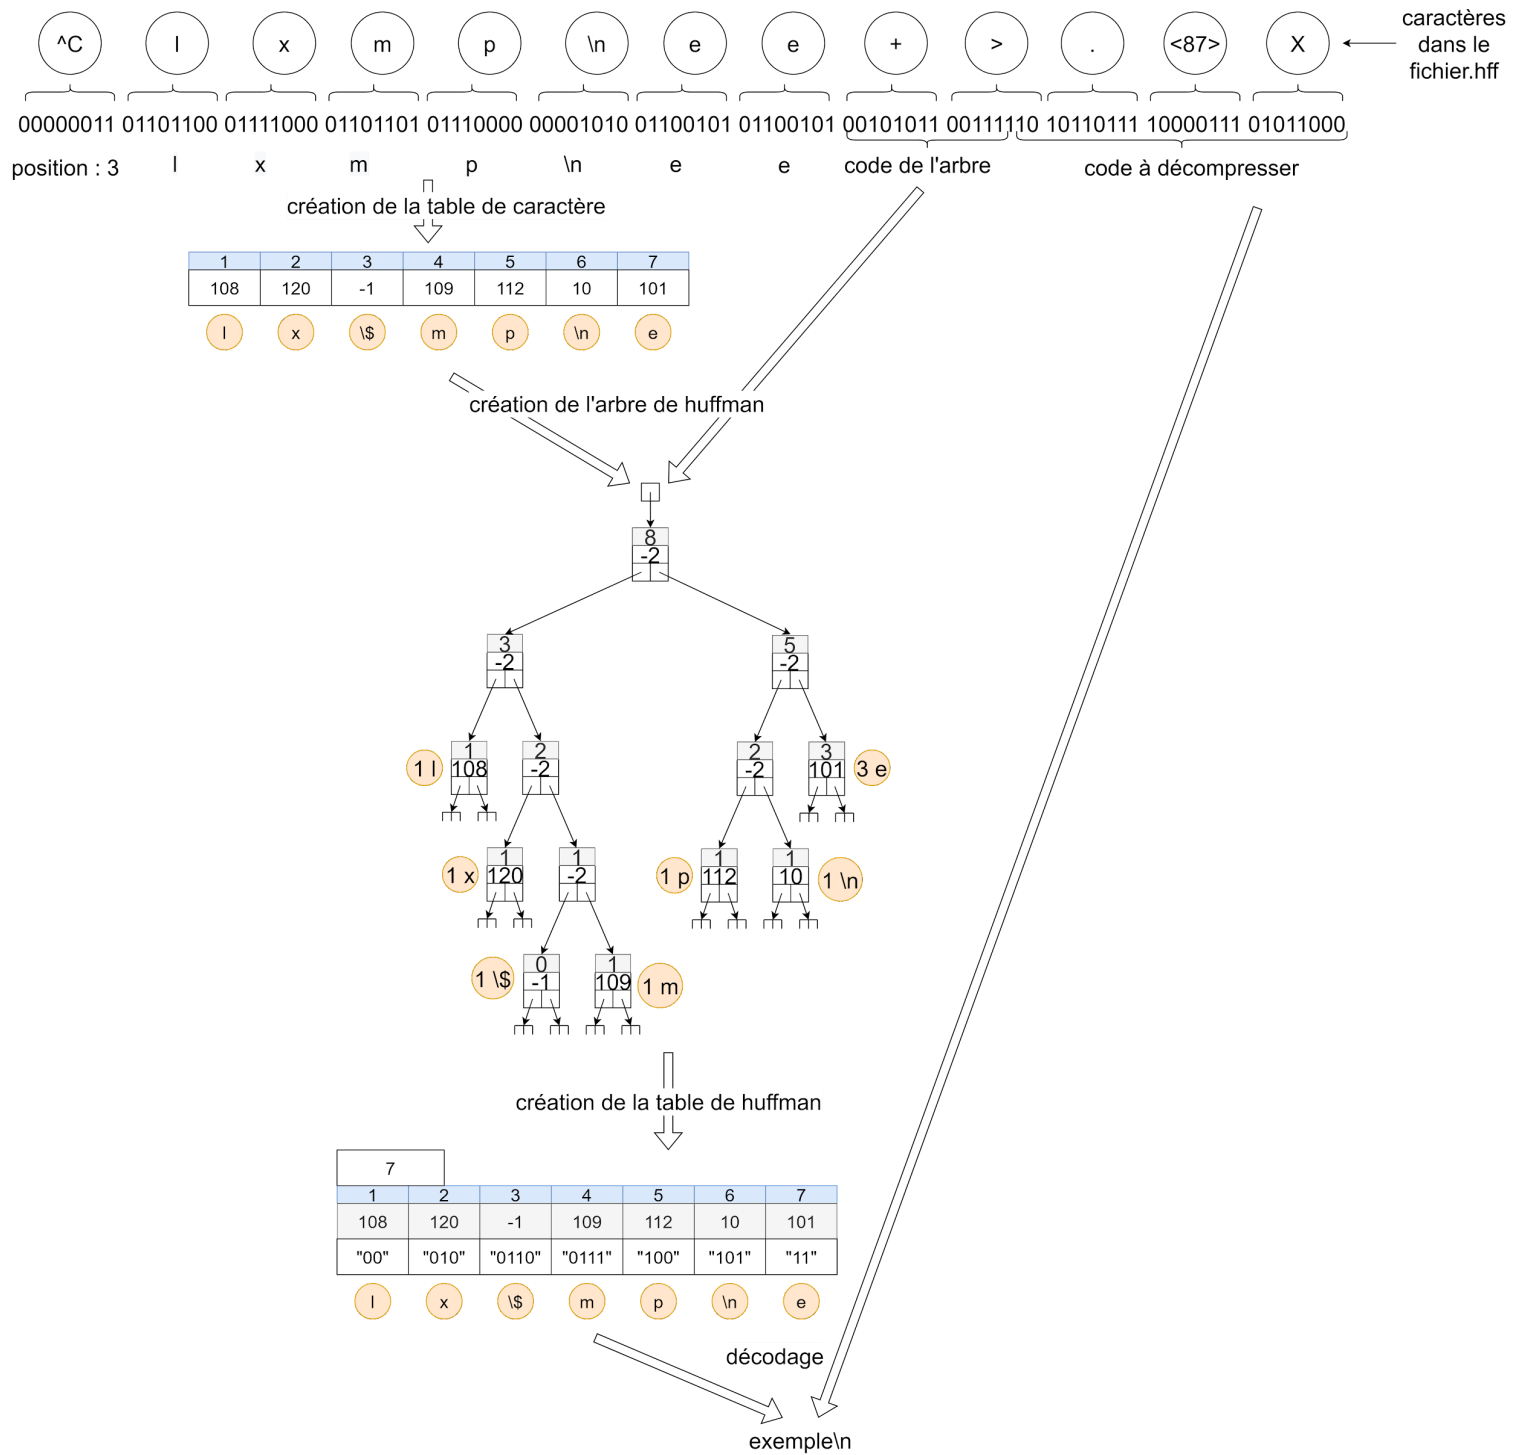 ^C l x m p \n e e + > . <87> X
caractères
dans le
fichier.hff
00000011 01101100 01111000 01101101 01110000 00001010 01100101 01100101 00101011 00111110 10110111 10000111 01011000
position : 3 l x m p \n e e code de l'arbre code à décompresser
création de la table de caractère
1 2 3 4 5 6 7
108 120 -1 109 112 10 101
l x \$ m p \n e
création de l'arbre de huffman
8
-2
3 5
-2 -2
1 2 2 3
1 l 108 -2 -2 101 3 e
1 1 1 1
1 x 120 -2 1 p 112 10 1 \n
0 1
1 \$ -1 109 1 m
création de la table de huffman
7
1 2 3 4 5 6 7
108 120 -1 109 112 10 101
"00" "010" "0110" "0111" "100" "101" "11"
l x \$ m p \n e
décodage
exemple\n